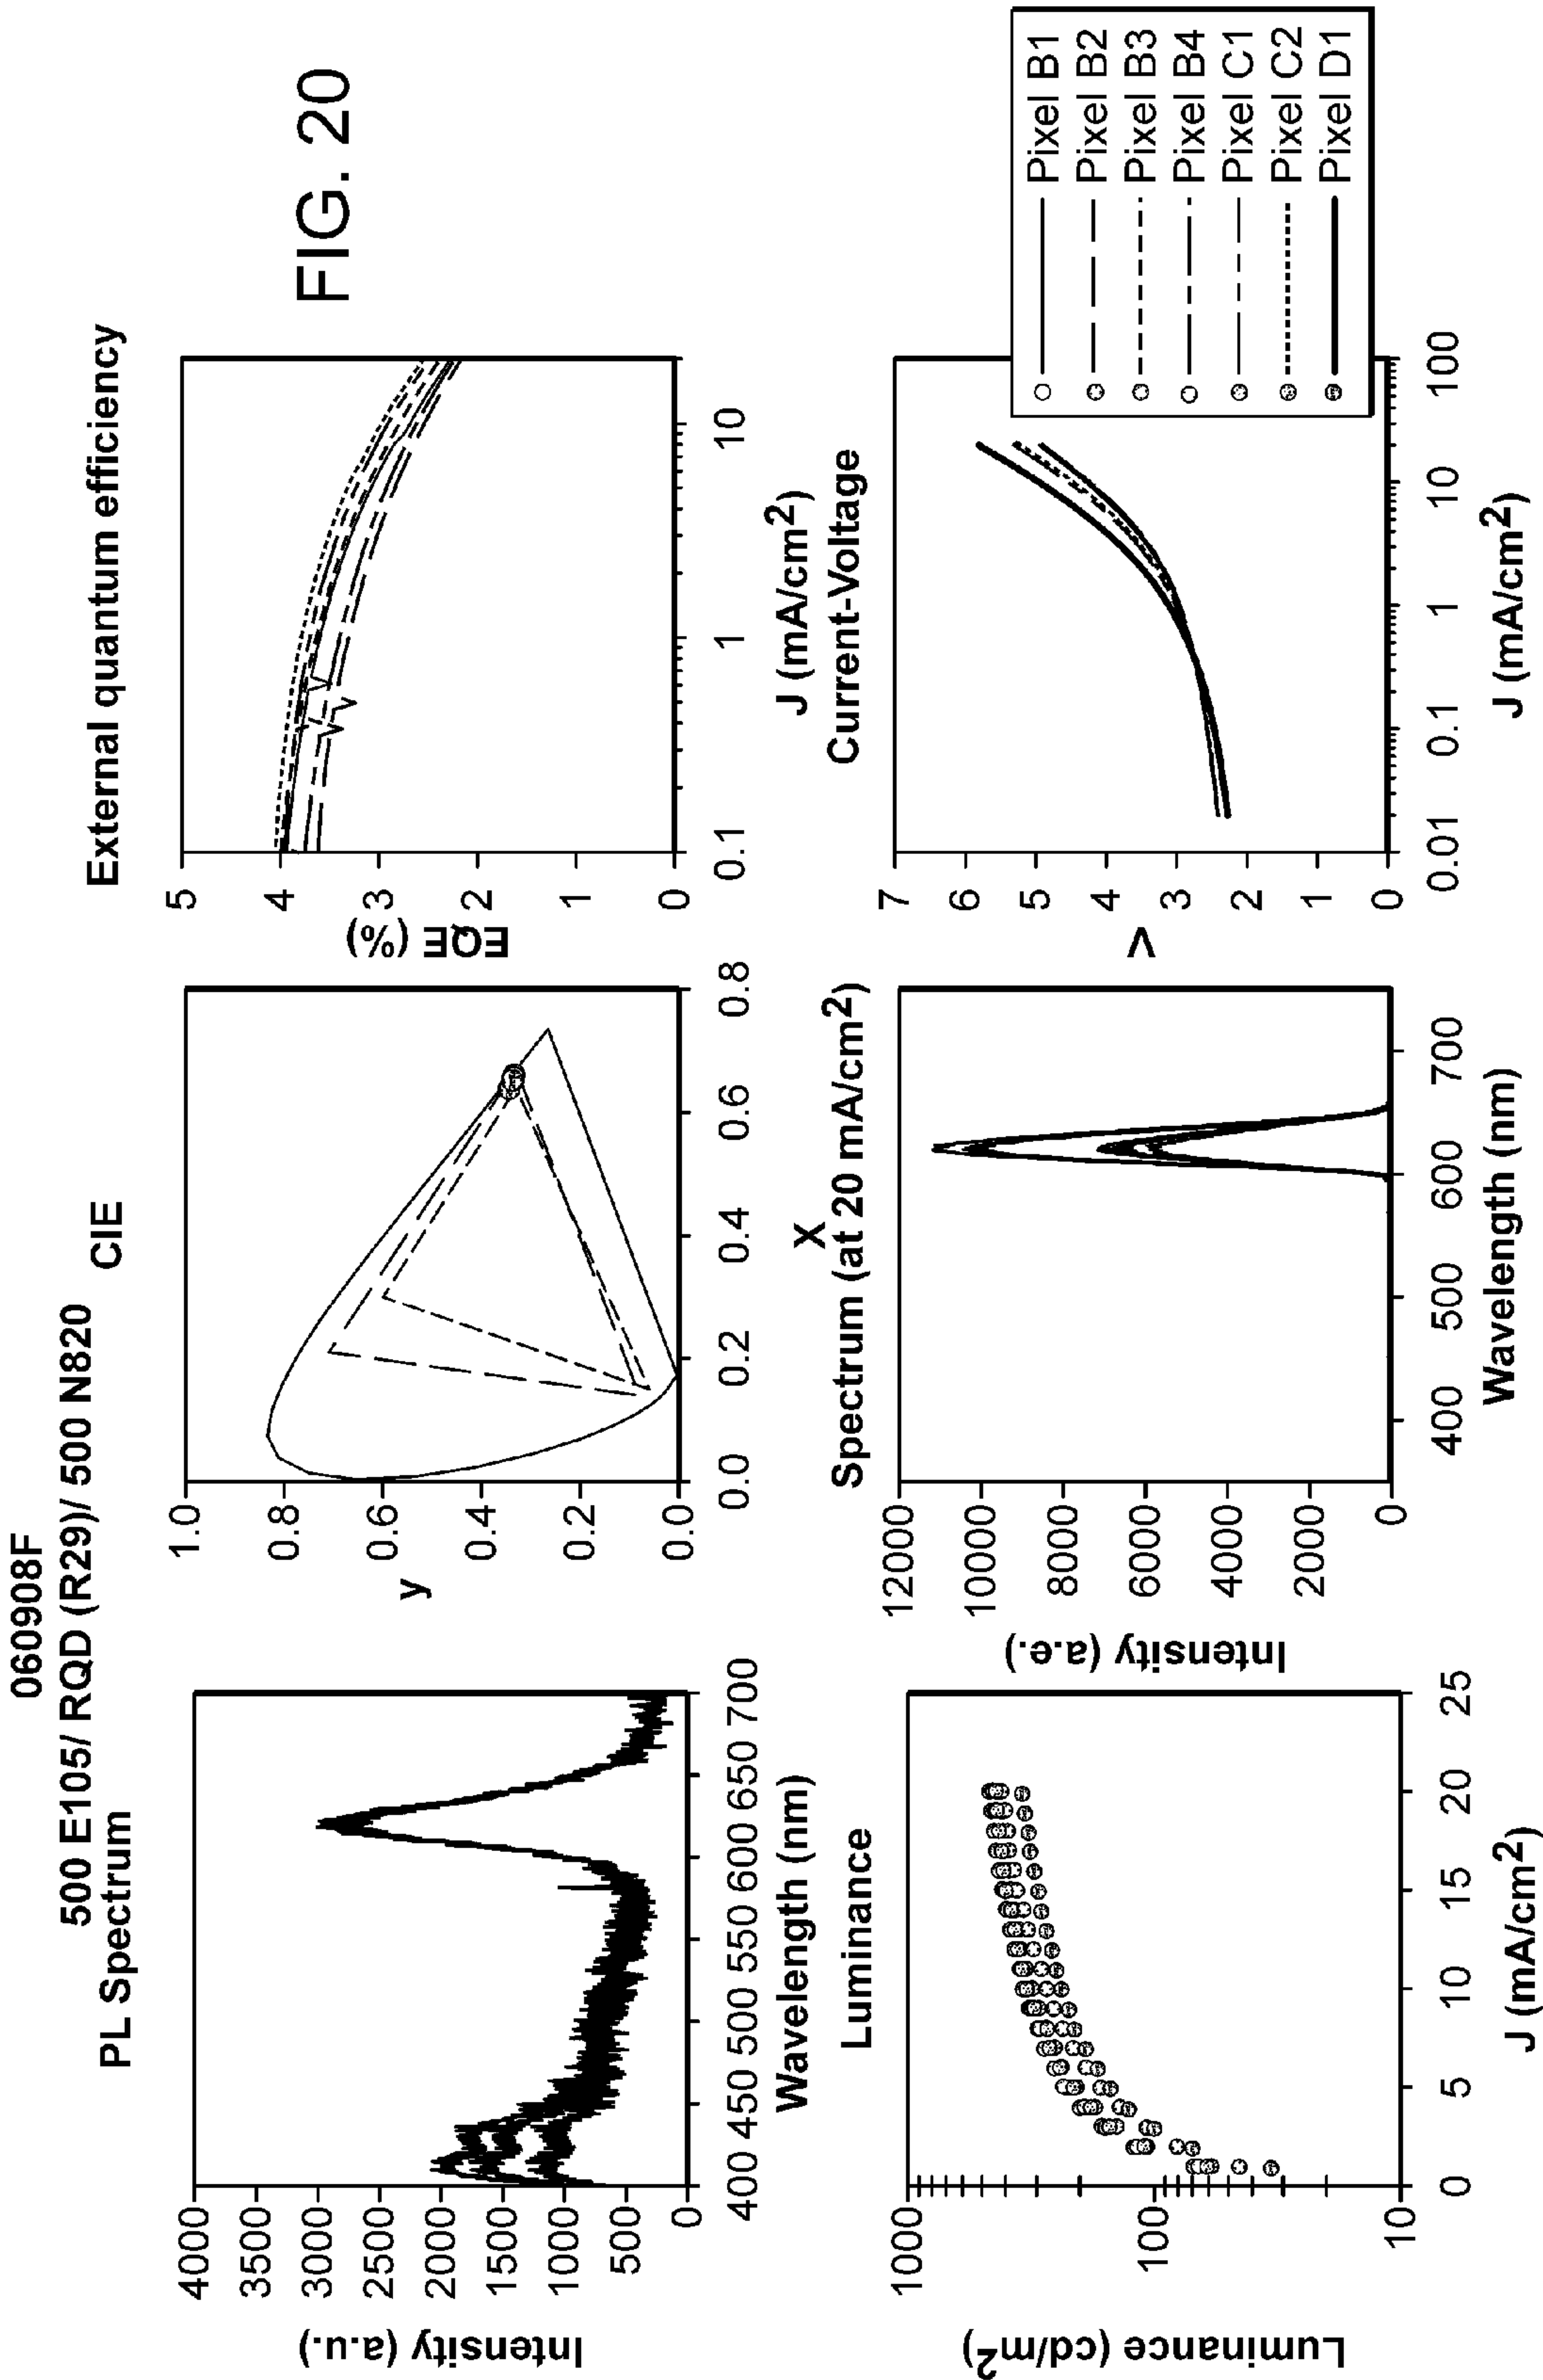 060908F
500 E105/ RQD (R29)/ 500 N820
FIG. 20
PL Spectrum
4000
3500
3000
2500
2000
1500
1000
500
0
Intensity (a.u.)
400 450 500 550 600 650 700
Wavelength (nm)
CIE
1.0
0.8
0.6
0.4
0.2
0.0
y
0.0 0.2 0.4 0.6 0.8
X
External quantum efficiency
5
4
3
2
1
0
EQE (%)
0.1 1 10
J (mA/cm2)
Luminance
1000
100
10
Luminance (cd/m2)
0 5 10 15 20 25
J (mA/cm2)
Spectrum (at 20 mA/cm2)
12000
10000
8000
6000
4000
2000
0
Intensity (a.e.)
400 500 600 700
Wavelength (nm)
Current-Voltage
7
6
5
4
3
2
1
0
V
0.01 0.1 1 10 100
J (mA/cm2)
Pixel B1
Pixel B2
Pixel B3
Pixel B4
Pixel C1
Pixel C2
Pixel D1